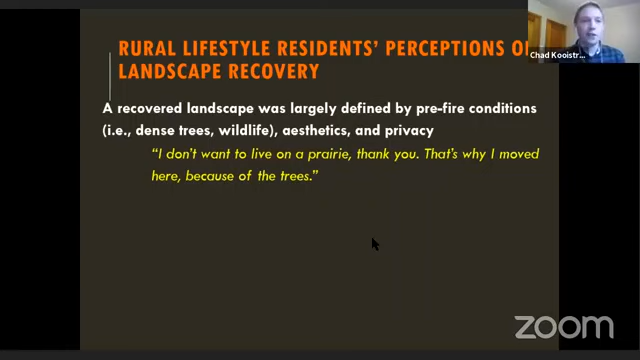 RURAL LIFESTYLE RESIDENTS' PERCEPTIONS
LANDSCAPE RECOVERY
A recovered landscape was largely defined by pre-fire conditions
(i.e., dense trees, wildlife), aesthetics, and privacy
"I don't want to live on a prairie, thank you. That's why I moved
here, because of the trees."
Chad Kooistr...
zoom